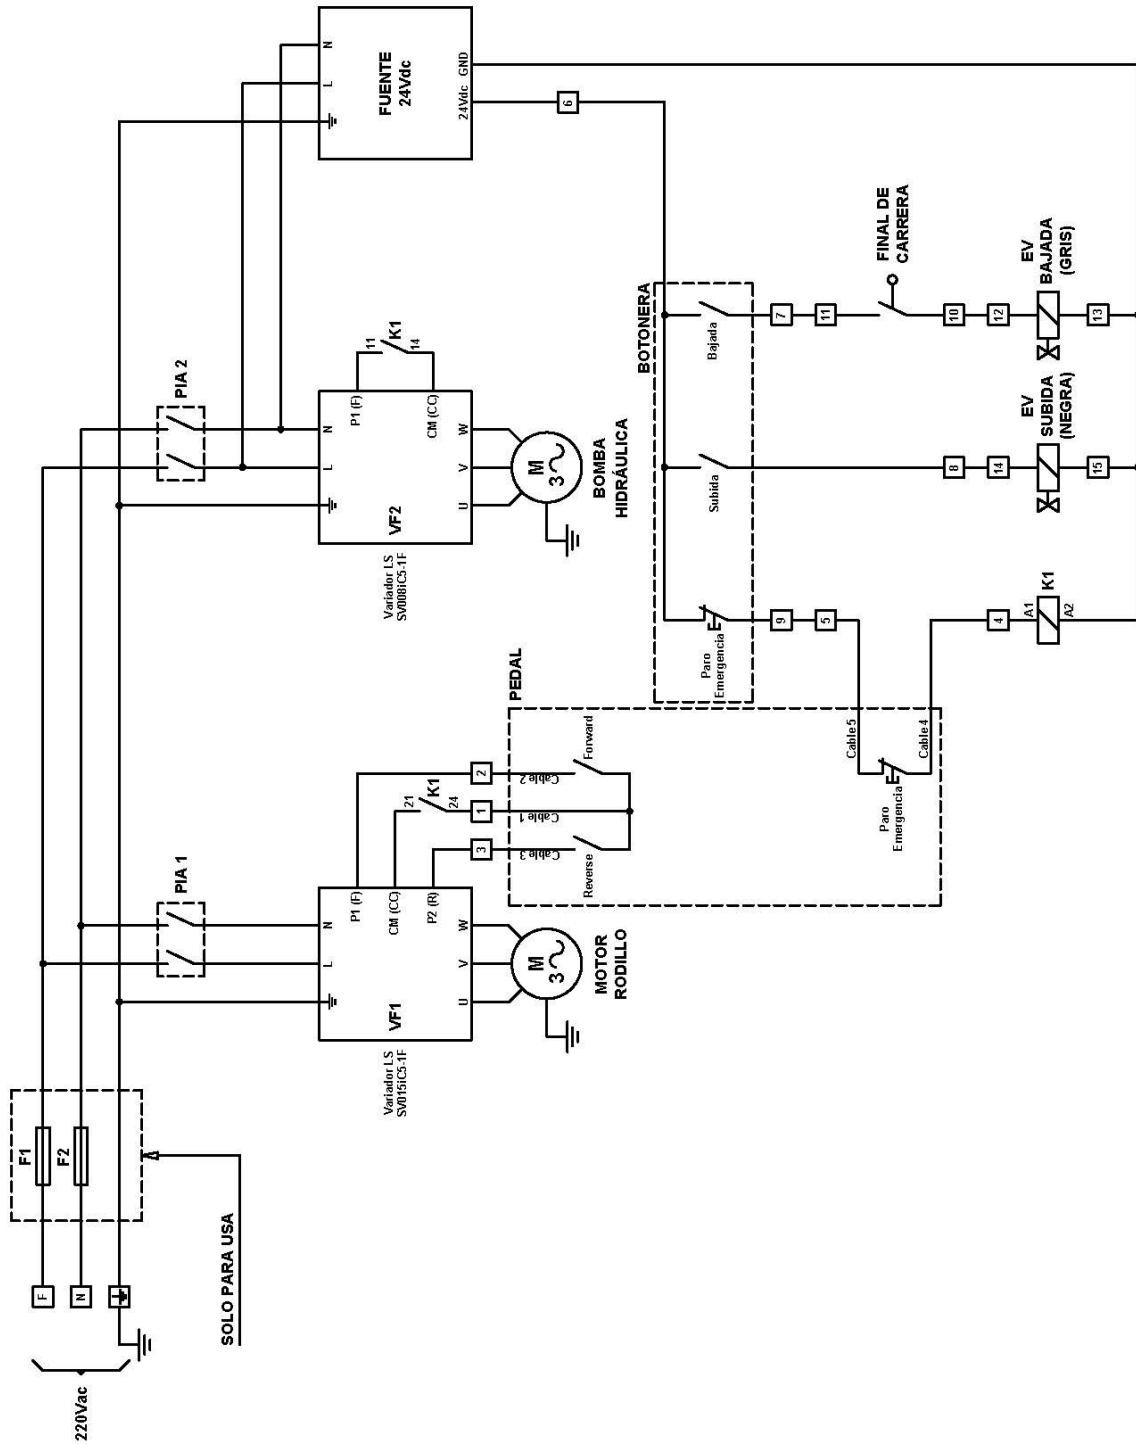 220Vac
F
N
SOLO PARA USA
F1
F2
PIA 1
PIA 2
Variador LS
SV015iC5-1F
VF1
L
N
P1 (F)
CM (CC)
P2 (R)
U
V
W
M
3
MOTOR
RODILLO
21
24
K1
3
1
2
Cable 3
Cable 1
Cable 2
Reverse
Forward
PEDAL
Paro
Emergencia
Cable 5
Cable 4
Variador LS
SV008iC5-1F
VF2
L
N
P1 (F)
CM (CC)
11
14
K1
U
V
W
M
3
BOMBA
HIDRÁULICA
FUENTE
24Vdc
L
N
24Vdc
GND
6
BOTONERA
Paro
Emergencia
Subida
Bajada
9
5
4
A1
A2
K1
8
14
EV
SUBIDA
(NEGRA)
15
7
11
FINAL DE
CARRERA
10
12
EV
BAJADA
(GRIS)
13